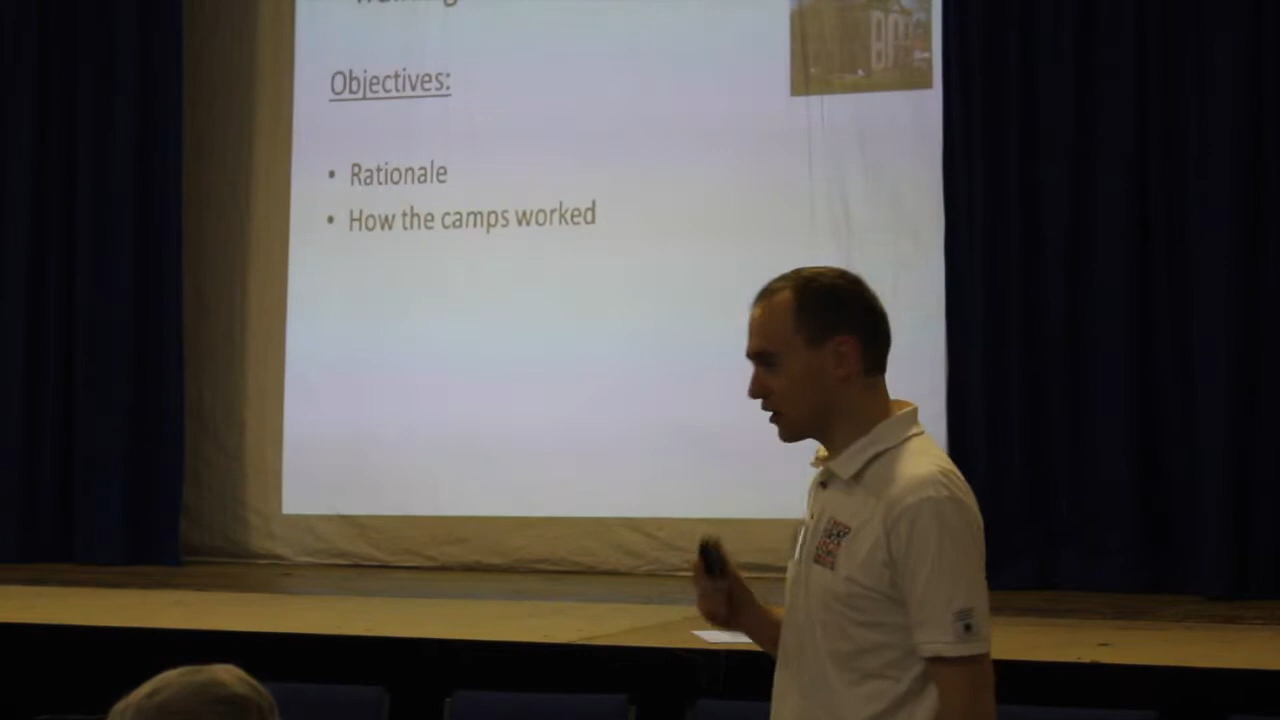 Objectives:
• Rationale
• How the camps worked